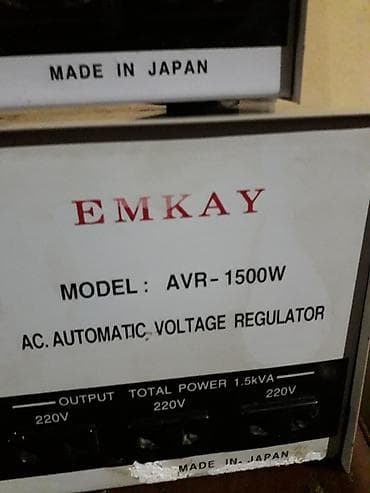 MADE IN JAPAN
EMKAY
MODEL: AVR-1500W
AC. AUTOMATIC VOLTAGE REGULATOR
OUTPUT TOTAL POWER 1.5kVA
220V 220V 220V
MADE IN JAPAN